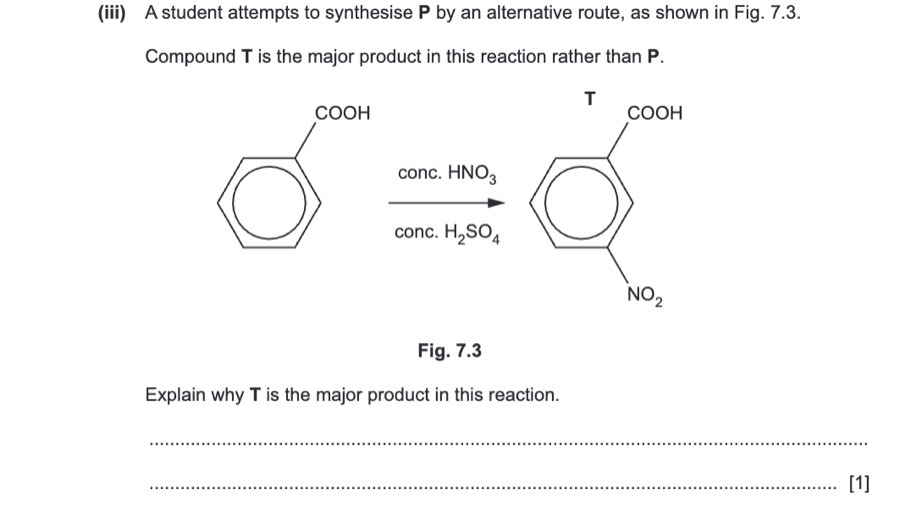 (iii) A student attempts to synthesise P by an alternative route, as shown in Fig. 7.3.
Compound T is the major product in this reaction rather than P.
T
COOH
COOH
conc. HNO₃
conc. H₂SO₄
NO₂
Fig. 7.3
Explain why T is the major product in this reaction.
[1]